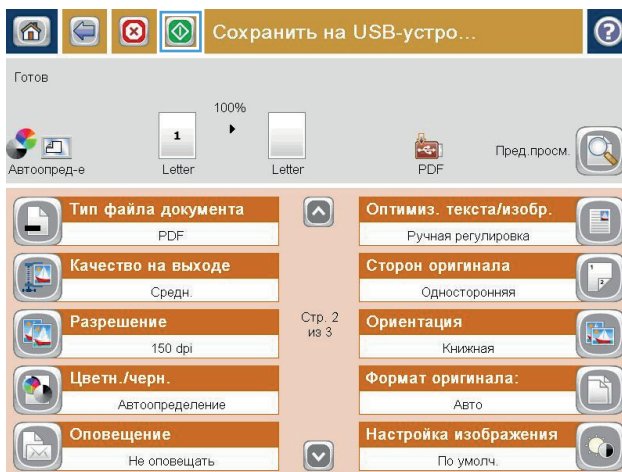 Сохранить на USB-устро...
Готов
100%
1
Автоопред-е
Letter
Letter
PDF
Пред.просм.
Тип файла документа
PDF
Качество на выходе
Средн.
Разрешение
150 dpi
Цветн./черн.
Автоопределение
Оповещение
Не оповещать
Стр. 2
из 3
Оптимиз. текста/изобр.
Ручная регулировка
Сторон оригинала
Односторонняя
Ориентация
Книжная
Формат оригинала:
Авто
Настройка изображения
По умолч.